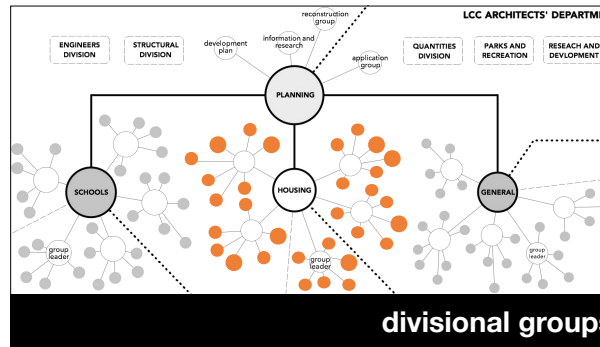 reconstruction
group
LCC ARCHITECTS' DEPARTM
ENGINEERS
DIVISION
STRUCTURAL
DIVISION
development
plan
information and
research
application
group
QUANTITIES
DIVISION
PARKS AND
RECREATION
RESEACH AND
DEVLOPMENT
PLANNING
SCHOOLS
HOUSING
GENERAL
group
leader
group
leader
group
leader
divisional groups